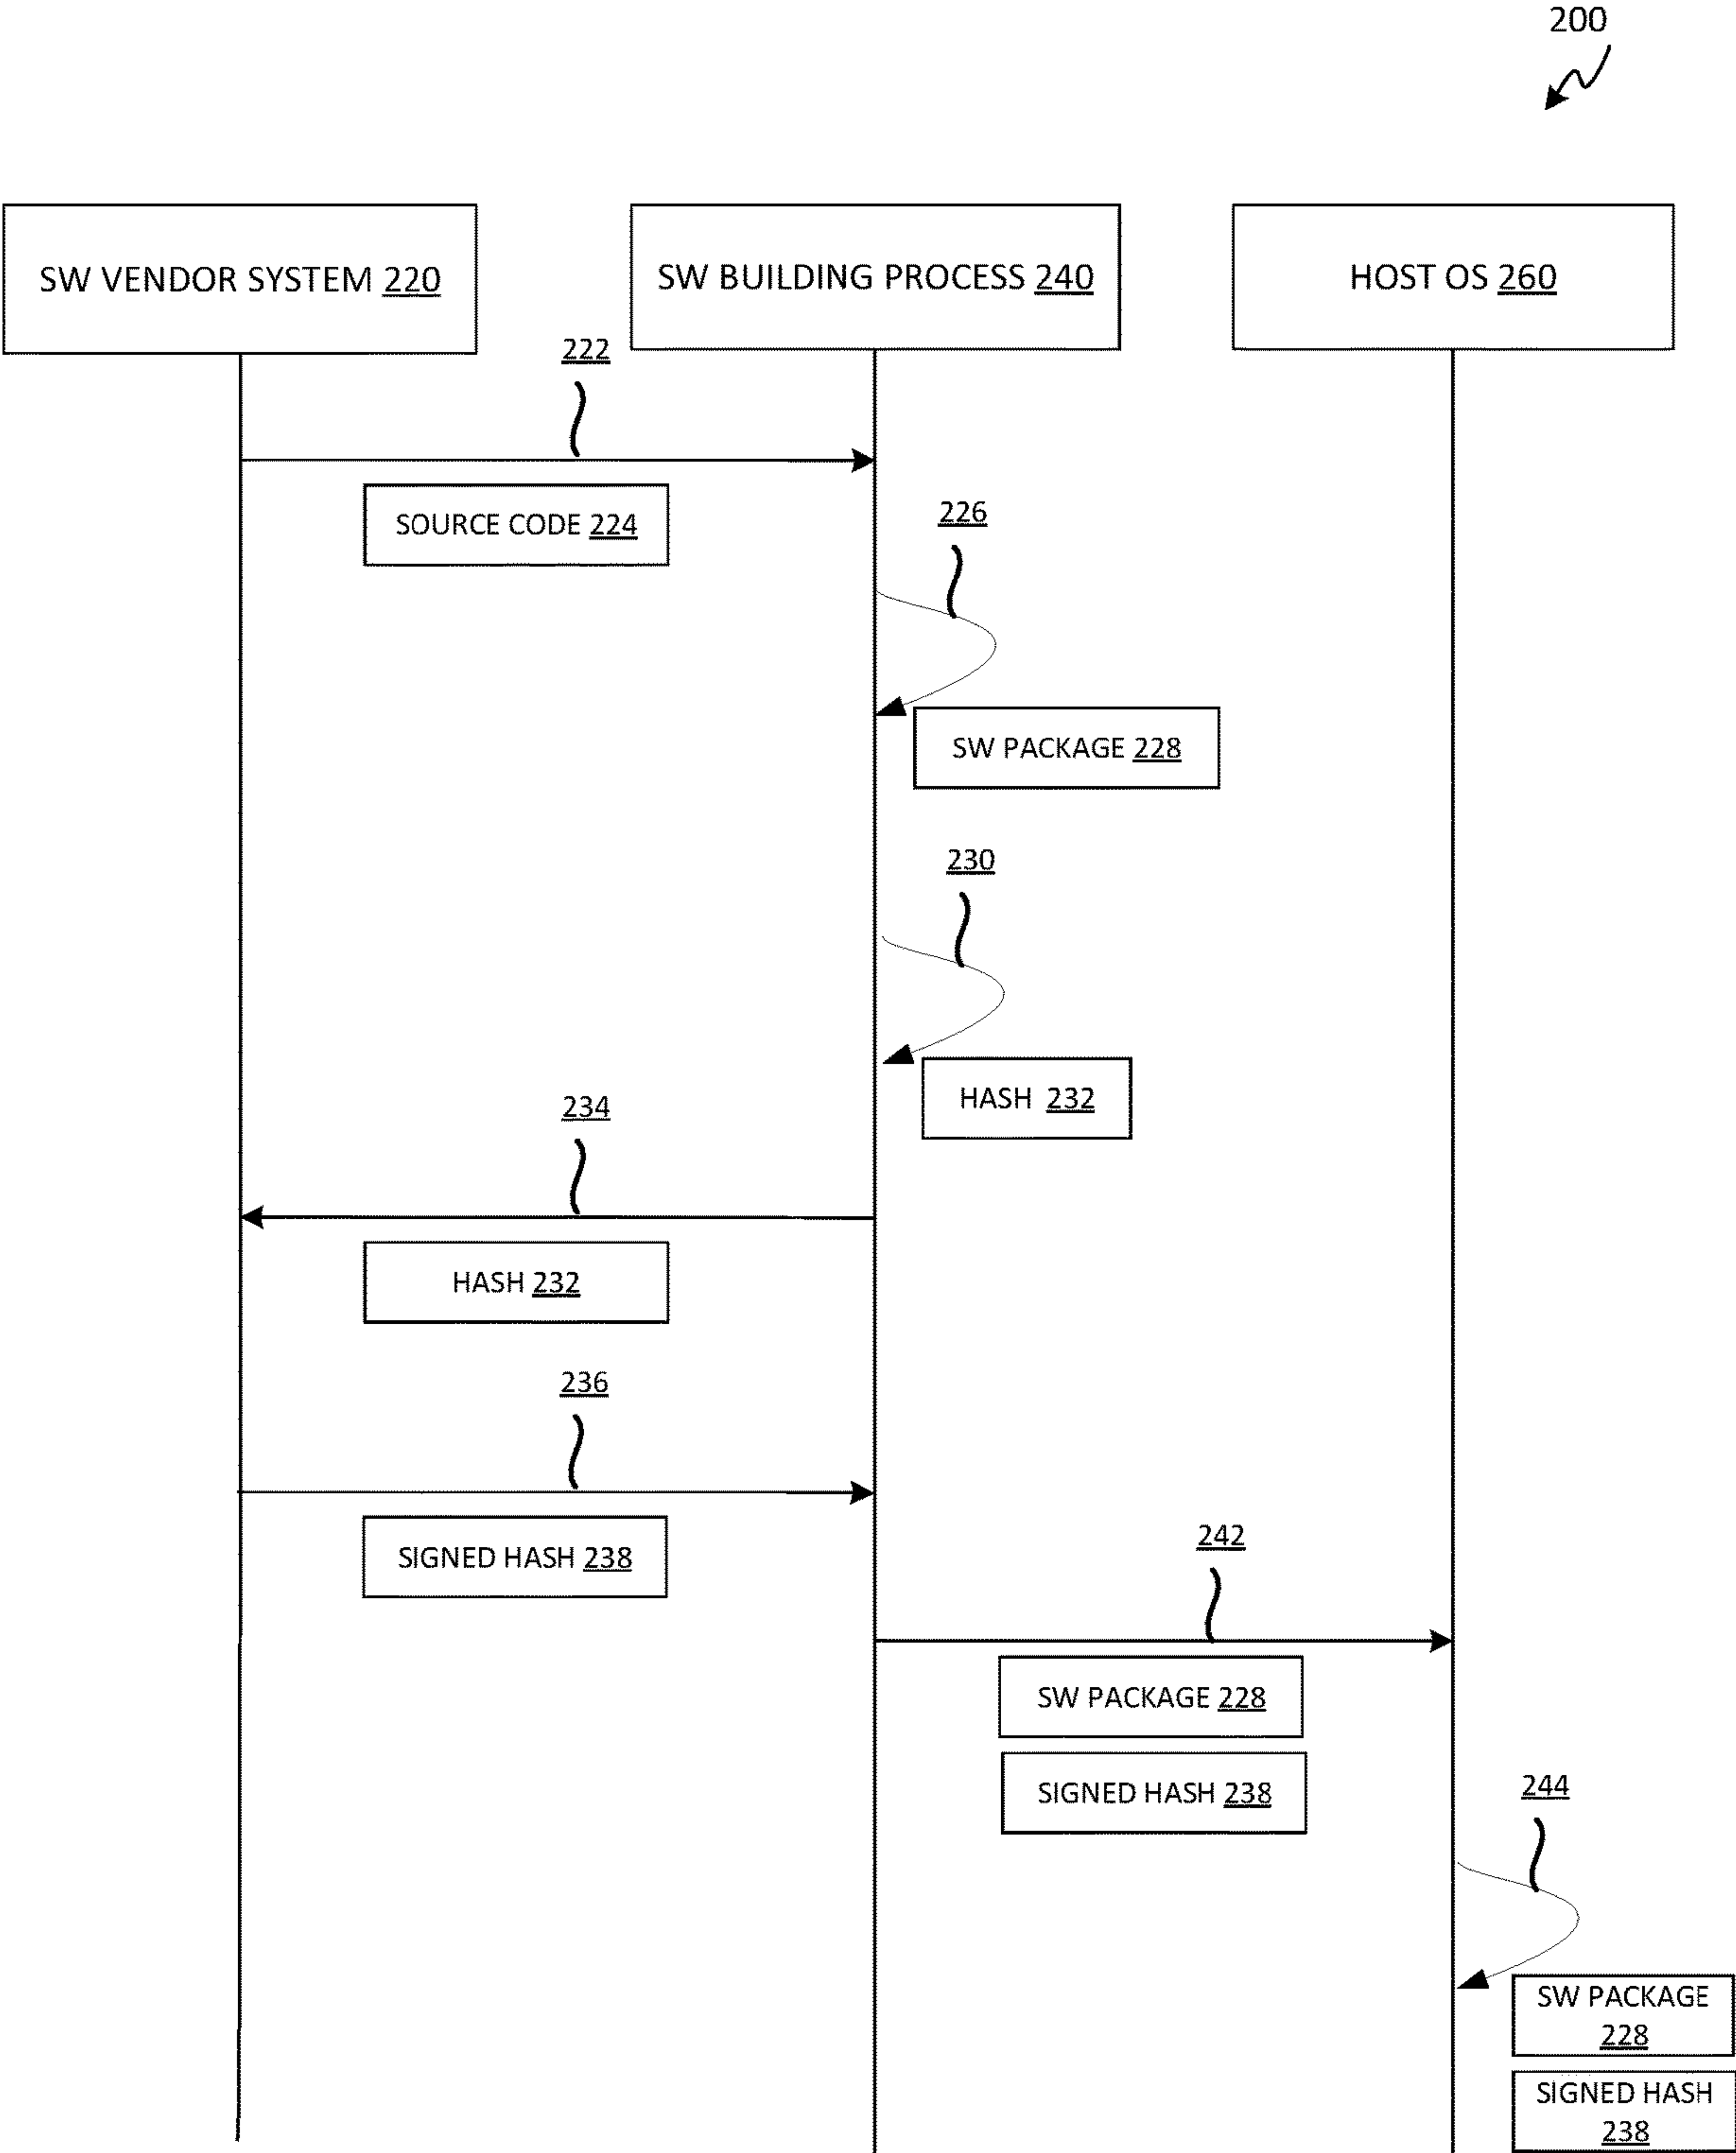 200
SW VENDOR SYSTEM 220
SW BUILDING PROCESS 240
HOST OS 260
222
SOURCE CODE 224
226
SW PACKAGE 228
230
HASH 232
234
HASH 232
236
SIGNED HASH 238
242
SW PACKAGE 228
SIGNED HASH 238
244
SW PACKAGE
228
SIGNED HASH
238